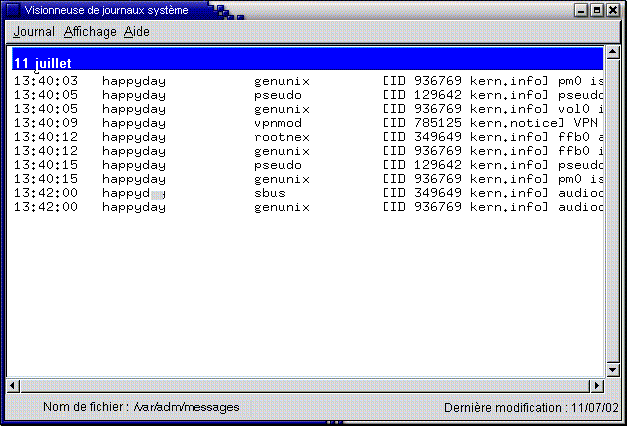 Visionneuse de journaux système
Journal Affichage Aide
11 juillet
13:40:03 happyday genunix [ID 936769 kern.info] pm0 is
13:40:05 happyday pseudo [ID 129642 kern.info] pseudo
13:40:05 happyday genunix [ID 936769 kern.info] vol0 i
13:40:09 happyday vpnmod [ID 785125 kern.notice] VPN
13:40:12 happyday rootnex [ID 349649 kern.info] ffb0 a
13:40:12 happyday genunix [ID 936769 kern.info] ffb0 i
13:40:15 happyday pseudo [ID 129642 kern.info] pseudo
13:40:15 happyday genunix [ID 936769 kern.info] pm0 is
13:42:00 happyd y sbus [ID 349649 kern.info] audioc
13:42:00 happyday genunix [ID 936769 kern.info] audioc
Nom de fichier : /var/adm/messages Dernière modification : 11/07/02